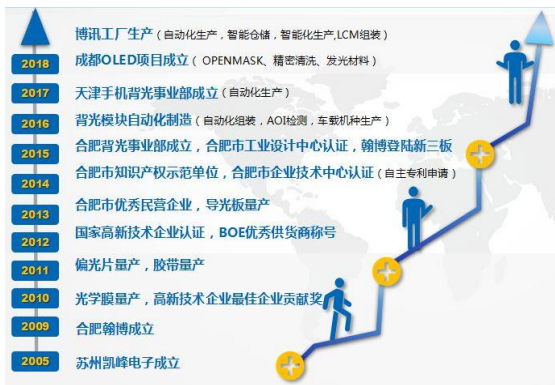 博讯工厂生产（自动化生产，智能仓储，智能化生产,LCM组装）
2018 成都OLED项目成立（ OPENMASK、精密清洗、发光材料）
2017 天津手机背光事业部成立（自动化生产）
2016 背光模块自动化制造（自动化组装，AOI检测，车载机种生产）
2015 合肥背光事业部成立，合肥市工业设计中心认证，翰博登陆新三板
2014 合肥市知识产权示范单位，合肥市企业技术中心认证（自主专利申请）
2013 合肥市优秀民营企业，导光板量产
2012 国家高新技术企业认证，BOE优秀供货商称号
2011 偏光片量产，胶带量产
2010 光学膜量产，高新技术企业最佳企业贡献奖
2009 合肥翰博成立
2005 苏州凯峰电子成立